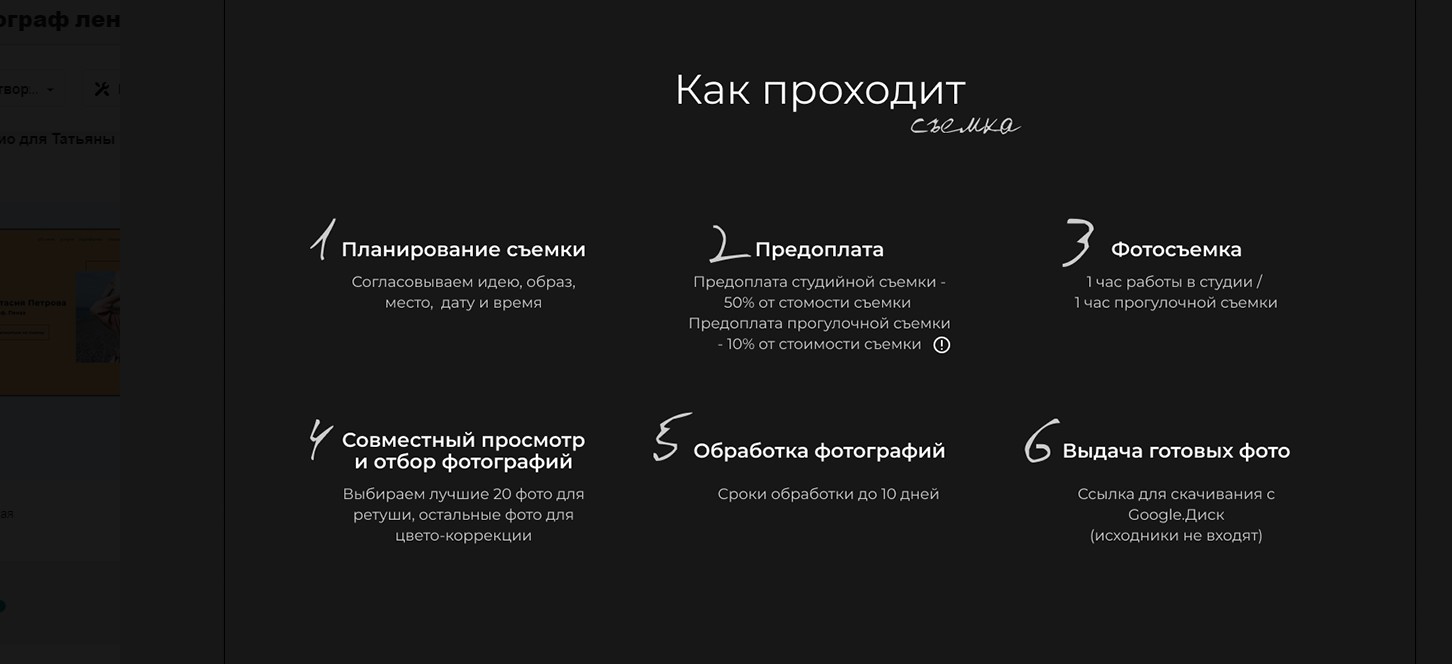 ограф лен
твор...
ио для Татьяны
тасия Петрова
ая
Как проходит
съемка
1 Планирование съемки
Согласовываем идею, образ,
место, дату и время
2 Предоплата
Предоплата студийной съемки -
50% от стомости съемки
Предоплата прогулочной съемки
- 10% от стоимости съемки
3 Фотосъемка
1 час работы в студии /
1 час прогулочной съемки
4 Совместный просмотр
и отбор фотографий
Выбираем лучшие 20 фото для
ретуши, остальные фото для
цвето-коррекции
5 Обработка фотографий
Сроки обработки до 10 дней
6 Выдача готовых фото
Ссылка для скачивания с
Google.Диск
(исходники не входят)